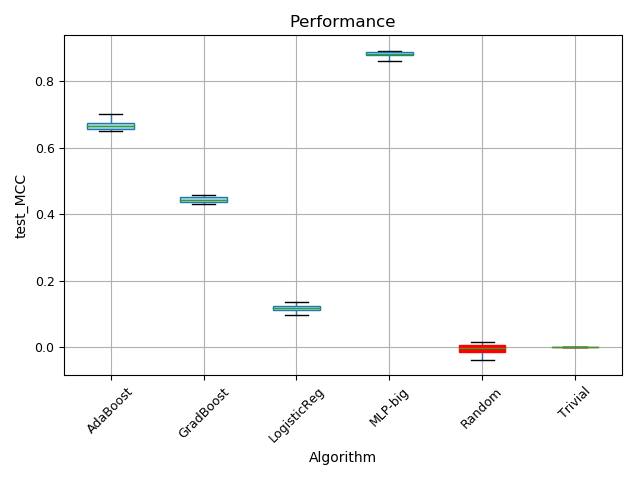 Performance
test_MCC
0.8
0.6
0.4
0.2
0.0
AdaBoost
GradBoost
LogisticReg
MLP-big
Random
Trivial
Algorithm